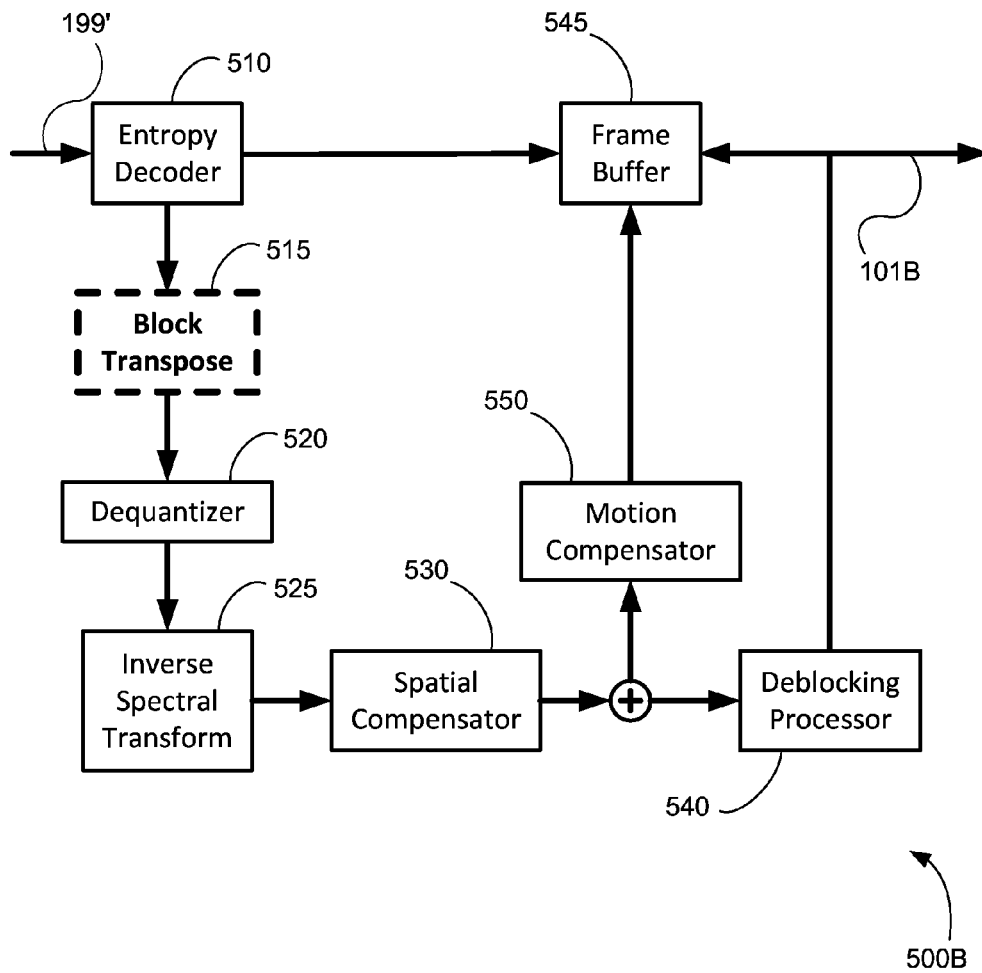 199'
510
545
Entropy
Decoder
Frame
Buffer
101B
515
Block
Transpose
550
520
Dequantizer
Motion
Compensator
525
530
Inverse
Spectral
Transform
Spatial
Compensator
Deblocking
Processor
540
500B